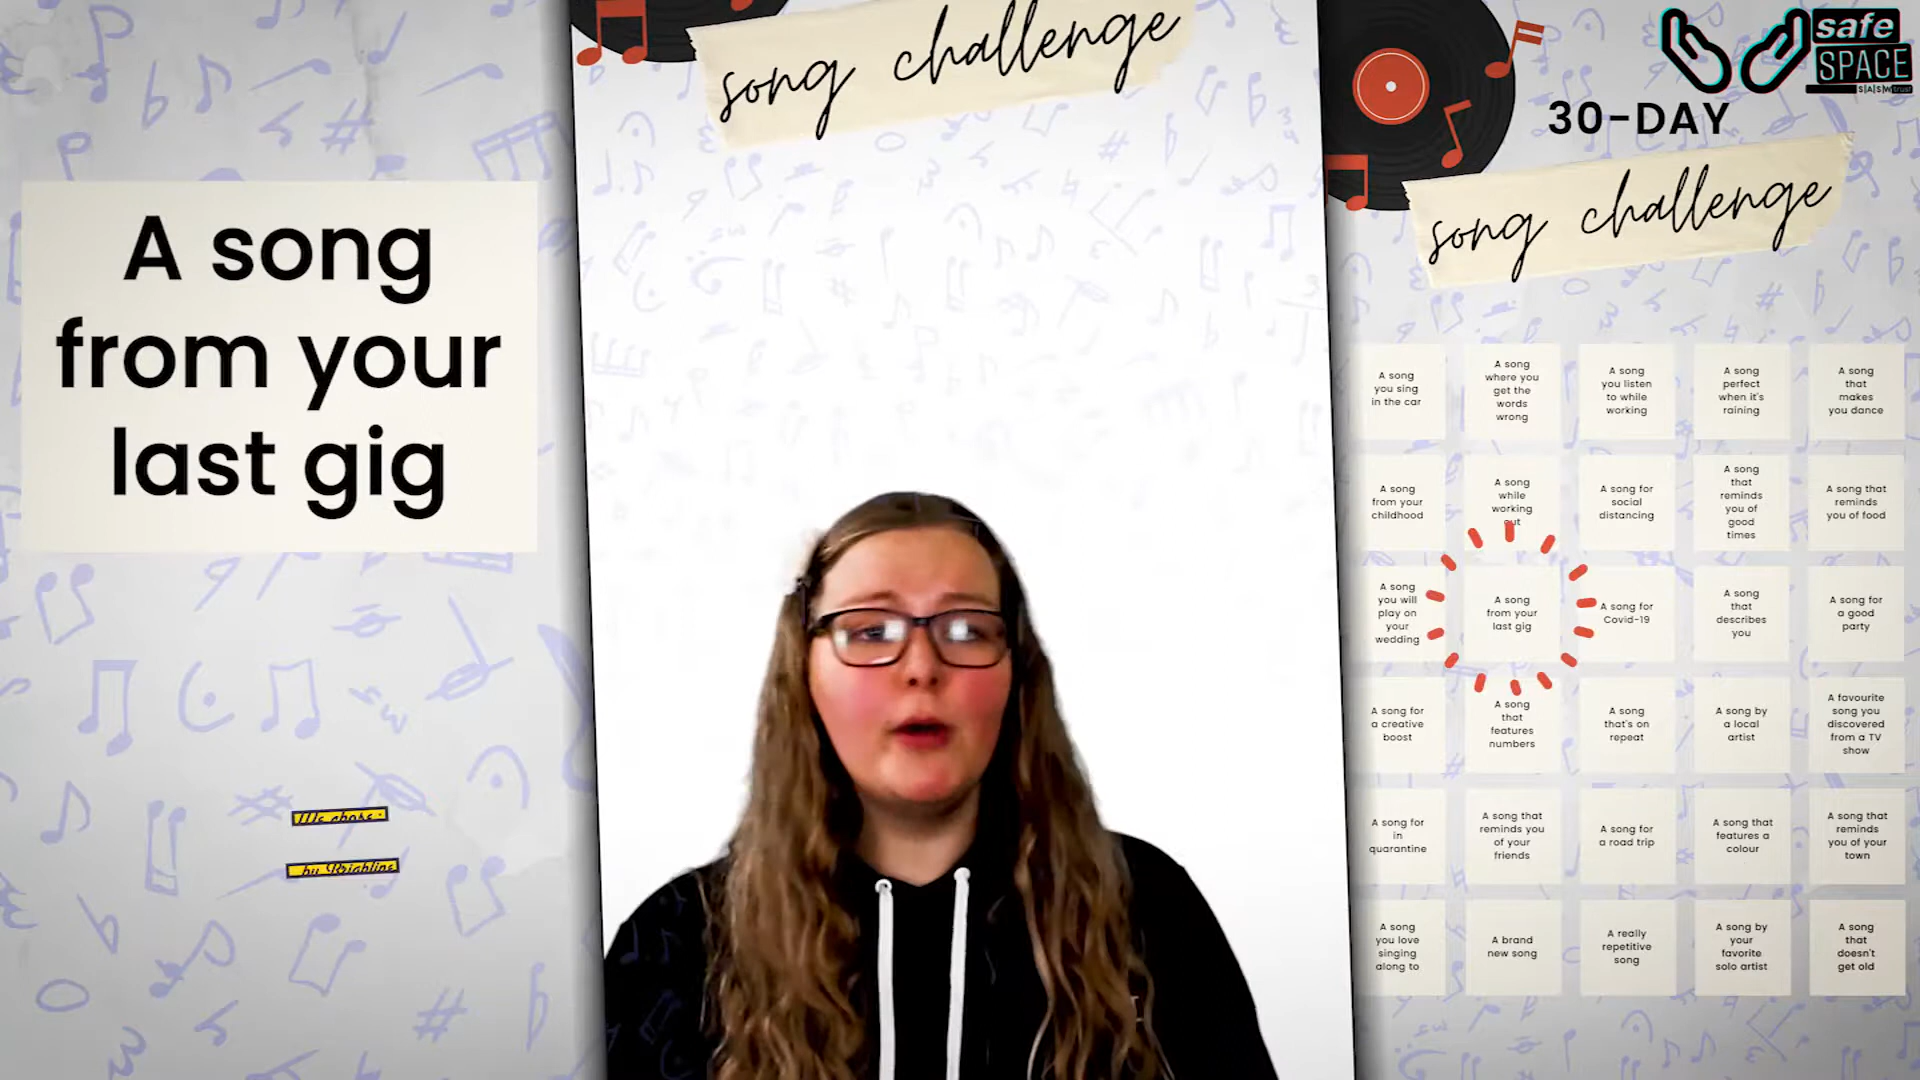 A song
from your
last gig
song challenge
safe
SPACE
30-DAY
song challenge
A song
you sing
in the car
A song
where you
get the
words
wrong
A song
you listen
to while
working
A song
perfect
when it's
raining
A song
that
makes
you dance
A song
from your
childhood
A song
while
working
out
A song for
social
distancing
A song
that
reminds
you of
good
times
A song that
reminds
you of food
A song
you will
play on
your
wedding
A song
from your
last gig
A song for
Covid-19
A song
that
describes
you
A song for
a good
party
A song for
a creative
boost
A song
that
features
numbers
A song
that's on
repeat
A song
by a local
artist
A favourite
song you
discovered
from a TV
show
A song for
in
quarantine
A song that
reminds you
of your
friends
A song for
a road trip
A song that
features a
colour
A song that
reminds
you of your
town
A song
you love
singing
along to
A brand
new song
A really
repetitive
song
A song by
your
favorite
solo artist
A song
that
doesn't
get old